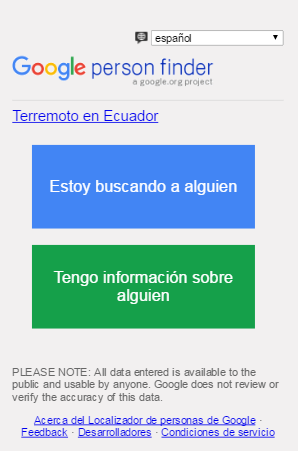 español
Google person finder
a google.org project
Terremoto en Ecuador
Estoy buscando a alguien
Tengo información sobre
alguien
PLEASE NOTE: All data entered is available to the
public and usable by anyone. Google does not review or
verify the accuracy of this data.
Acerca del Localizador de personas de Google ·
Feedback · Desarrolladores · Condiciones de servicio